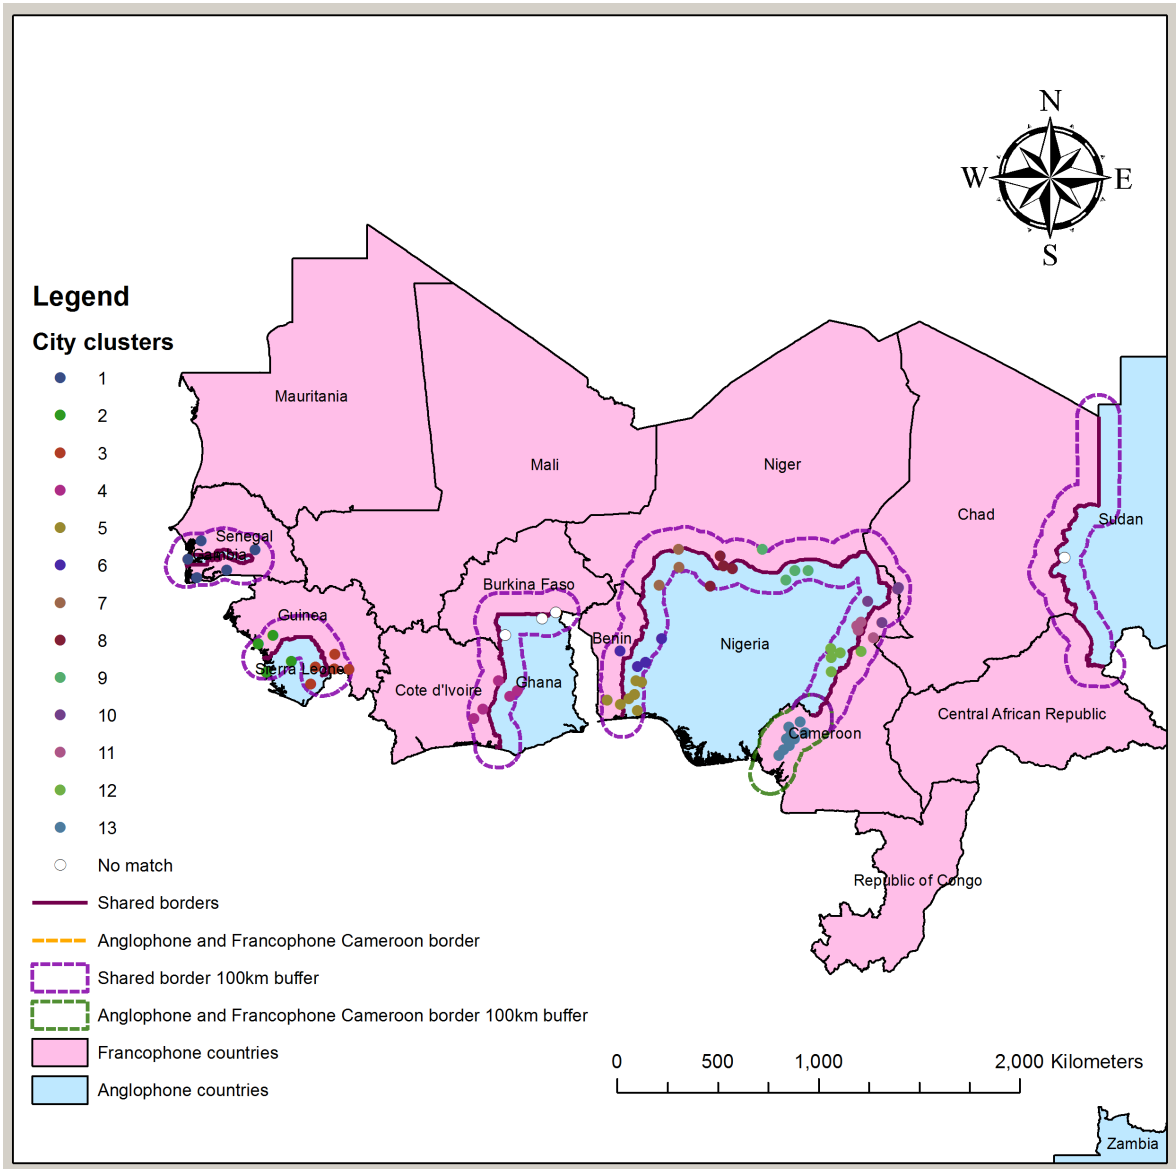 N
W
E
S
Legend
City clusters
1
2
3
4
5
6
7
8
9
10
11
12
13
No match
Shared borders
Anglophone and Francophone Cameroon border
Shared border 100km buffer
Anglophone and Francophone Cameroon border 100km buffer
Francophone countries
Anglophone countries
Mauritania
Mali
Niger
Chad
Sudan
Senegal
Gambia
Burkina Faso
Guinea
Sierra Leone
Cote d'Ivoire
Ghana
Benin
Nigeria
Cameroon
Central African Republic
Republic of Congo
0 500 1,000 2,000 Kilometers
Zambia